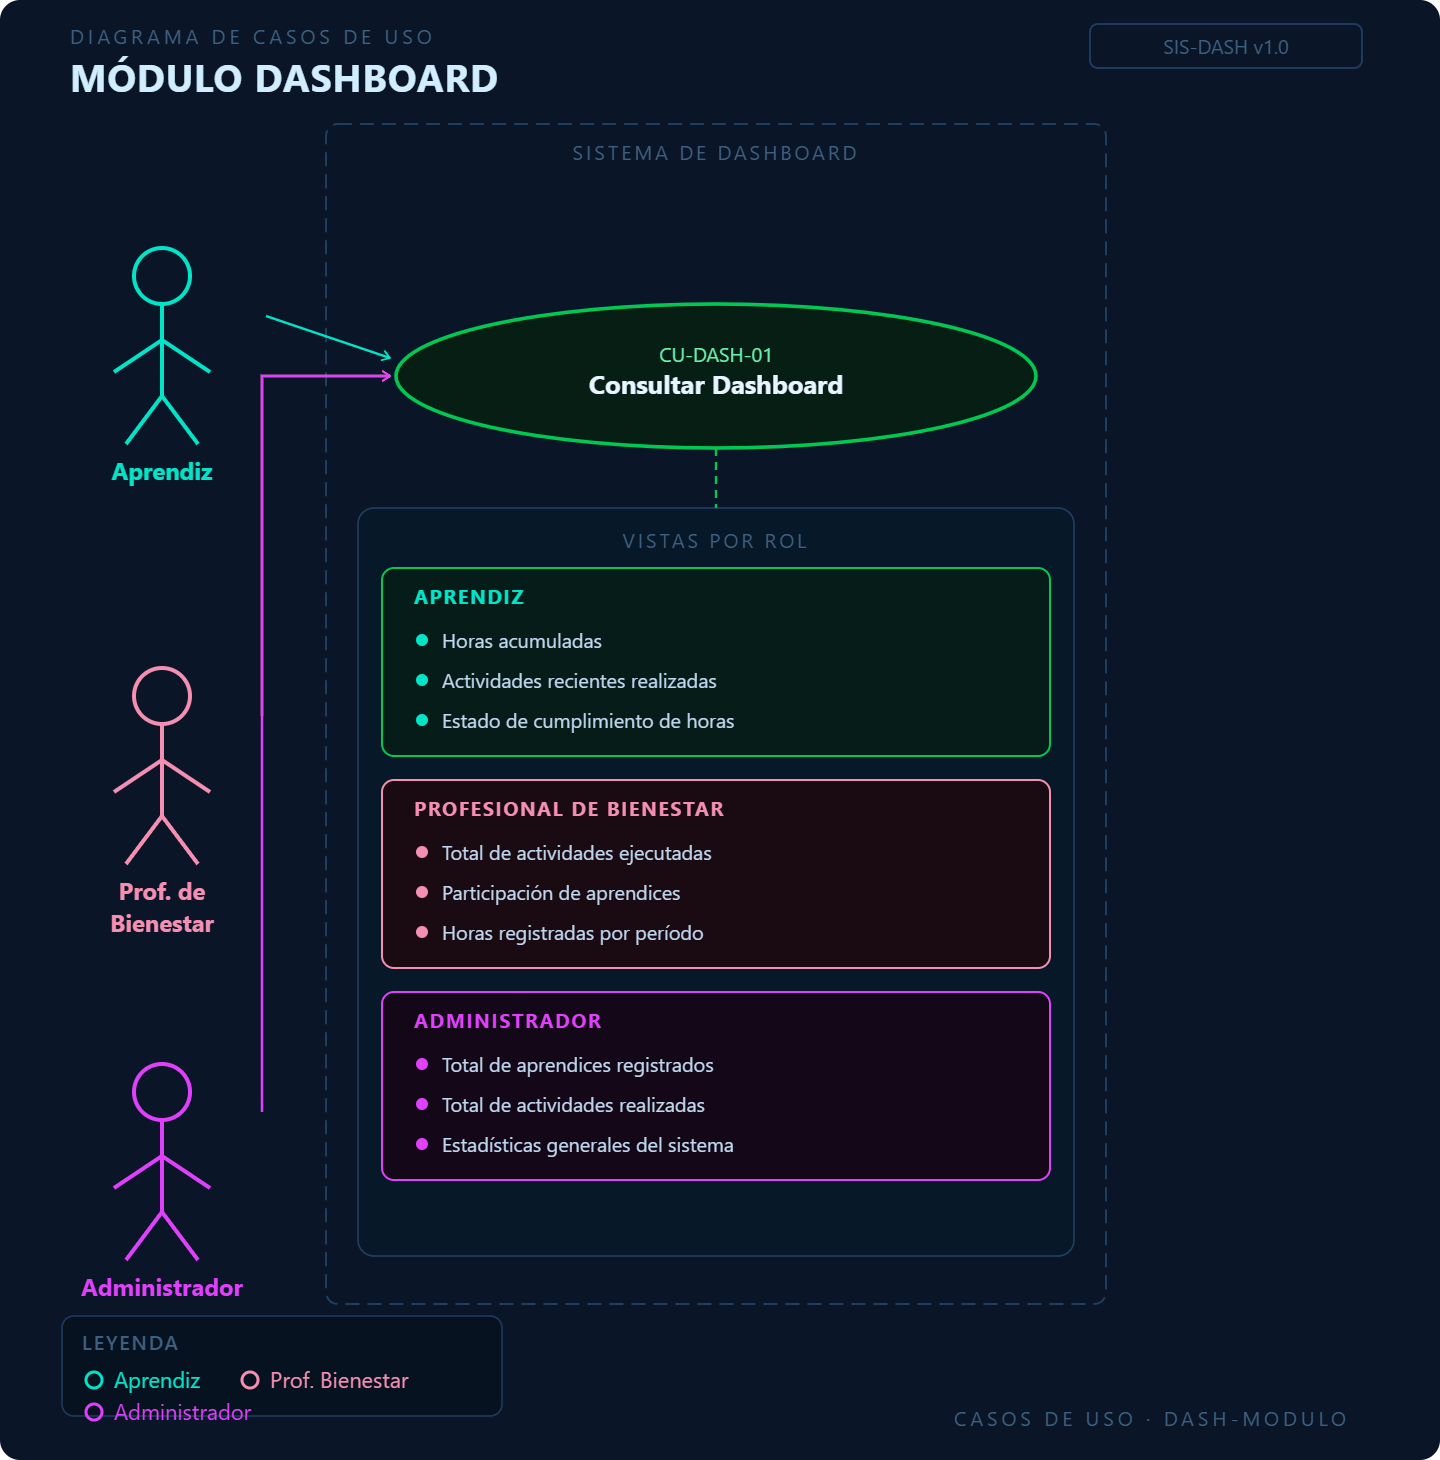 DIAGRAMA DE CASOS DE USO
MÓDULO DASHBOARD
SIS-DASH v1.0
SISTEMA DE DASHBOARD
CU-DASH-01
Consultar Dashboard
Aprendiz
VISTAS POR ROL
APRENDIZ
Horas acumuladas
Actividades recientes realizadas
Estado de cumplimiento de horas
Prof. de
Bienestar
PROFESIONAL DE BIENESTAR
Total de actividades ejecutadas
Participación de aprendices
Horas registradas por período
ADMINISTRADOR
Total de aprendices registrados
Total de actividades realizadas
Estadísticas generales del sistema
Administrador
LEYENDA
Aprendiz
Prof. Bienestar
Administrador
CASOS DE USO · DASH-MODULO